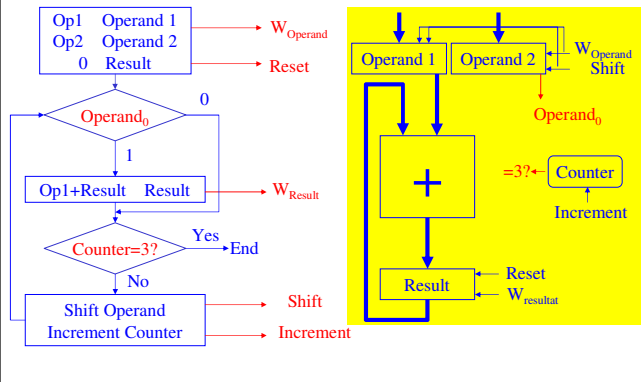 Op1 Operand 1
Op2 Operand 2
0 Result
W_Operand
Reset
Operand₀
0
1
Op1+Result Result
W_Result
Counter=3?
Yes
End
No
Shift Operand
Increment Counter
Shift
Increment
Operand 1
Operand 2
W_Operand
Shift
Operand₀
+
=3?
Counter
Increment
Result
Reset
W_resultat